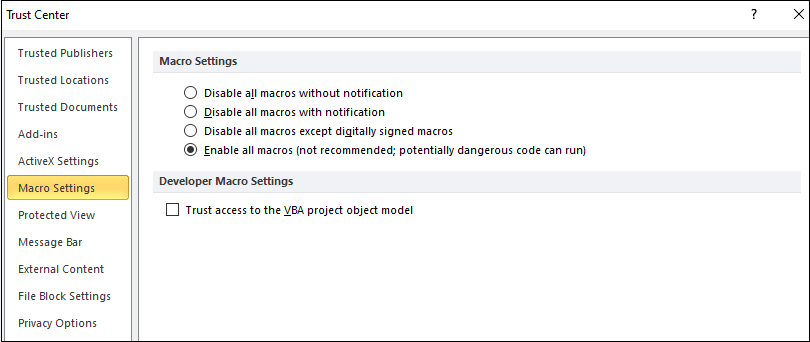 Trust Center
?
Trusted Publishers
Trusted Locations
Trusted Documents
Add-ins
ActiveX Settings
Macro Settings
Protected View
Message Bar
External Content
File Block Settings
Privacy Options
Macro Settings
Disable all macros without notification
Disable all macros with notification
Disable all macros except digitally signed macros
Enable all macros (not recommended; potentially dangerous code can run)
Developer Macro Settings
Trust access to the VBA project object model